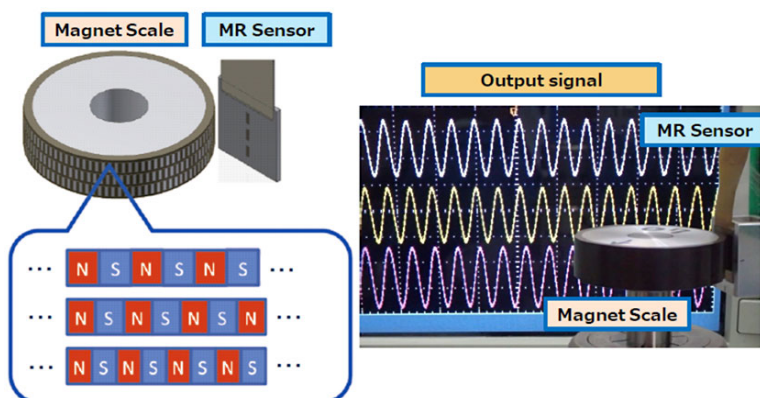 Magnet Scale
MR Sensor
Output signal
MR Sensor
Magnet Scale
... N S N S N S ...
... N S N S N S N ...
... N S N S N S N S ...